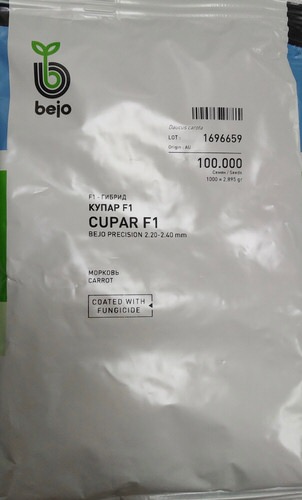 bejo
Daucus carota
LOT : 1696659
Origin : AU
100.000
Семян / Seeds
1000 = 2.895 gr
F1 - ГИБРИД
КУПАР F1
CUPAR F1
BEJO PRECISION 2.20-2.40 mm
МОРКОВЬ
CARROT
COATED WITH
FUNGICIDE